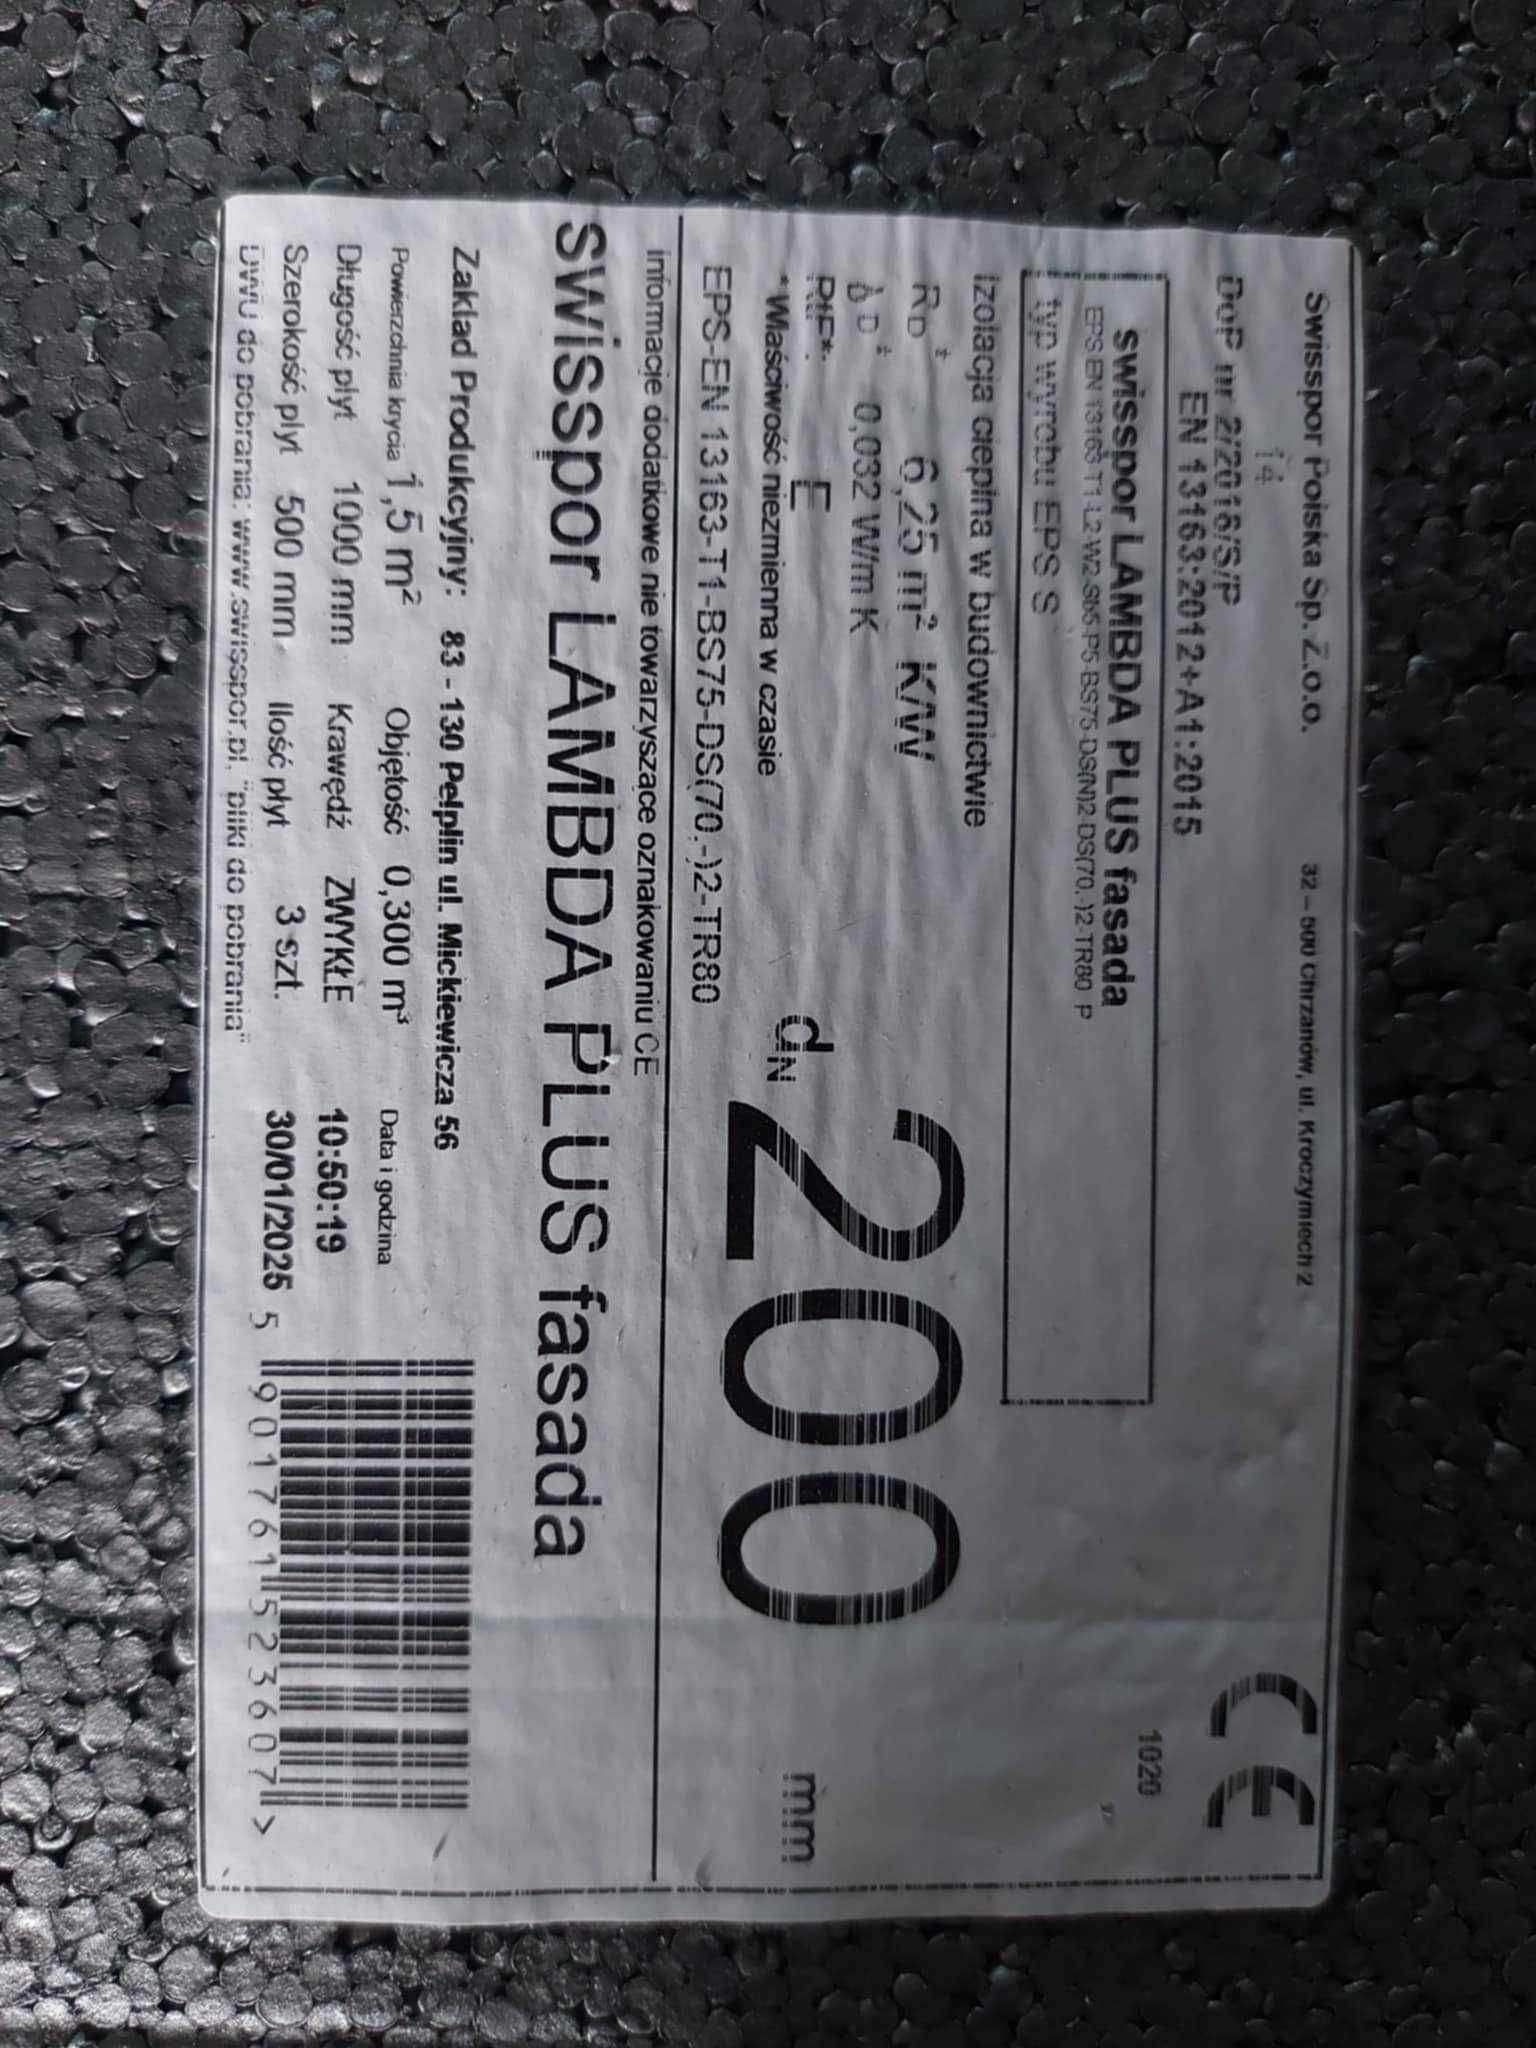 Swisspor Polska Sp. Z.o.o. 32 – 500 Chrzanów, ul. Kroczymiech 2
14
DoP nr 2/2016/S/P
EN 13163:2012+A1:2015
CE
1020
swisspor LAMBDA PLUS fasada
EPS EN 13163 T1-L2-W2-Sb5-P5-BS75-DS(N)2 DS(70,-)2-TR80 P
typ wyrobu EPS S
Izolacja cieplna w budownictwie
RD* 6,25 m² K/W
λD* 0,032 W/m K
RtF*. E
*Właściwość niezmienna w czasie
dN 200 mm
EPS-EN 13163-T1-BS75-DS(70.-)2-TR80
Informacje dodatkowe nie towarzyszące oznakowaniu CE
swisspor LAMBDA PLUS fasada
Zakład Produkcyjny: 83 - 130 Pelplin ul. Mickiewicza 56
Powierzchnia krycia 1,5 m² Objętość 0,300 m³ Data i godzina
Długość płyt 1000 mm Krawędź ZWYKŁE 10:50:19
Szerokość płyt 500 mm Ilość płyt 3 szt. 30/01/2025
DWU do pobrania: www.swisspor.pl. "pliki do pobrania"
5 901761 523607 >